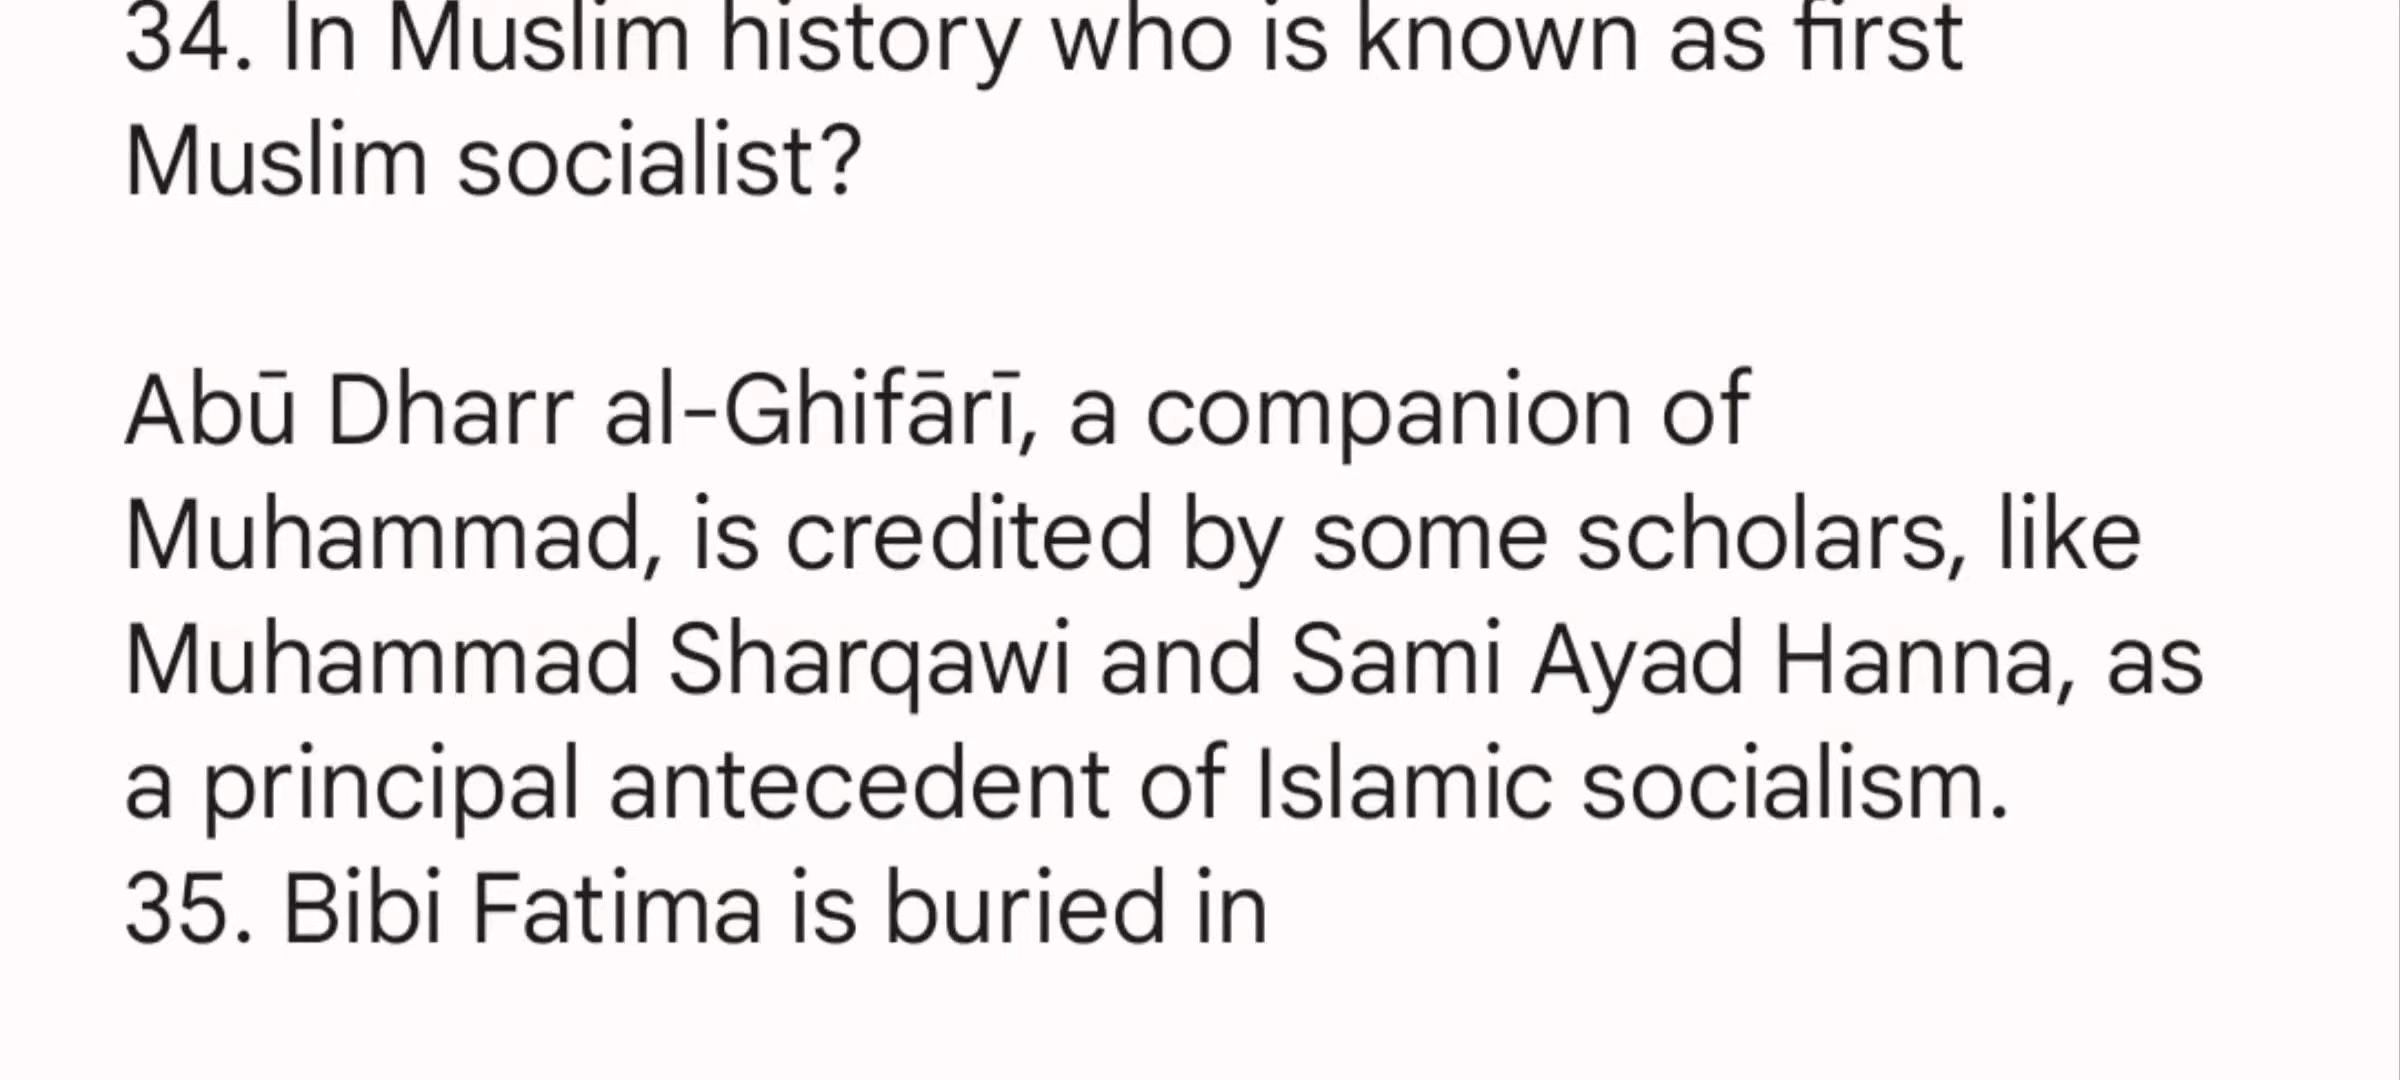 34. In Muslim history who is known as first
Muslim socialist?
Abū Dharr al-Ghifārī, a companion of
Muhammad, is credited by some scholars, like
Muhammad Sharqawi and Sami Ayad Hanna, as
a principal antecedent of Islamic socialism.
35. Bibi Fatima is buried in